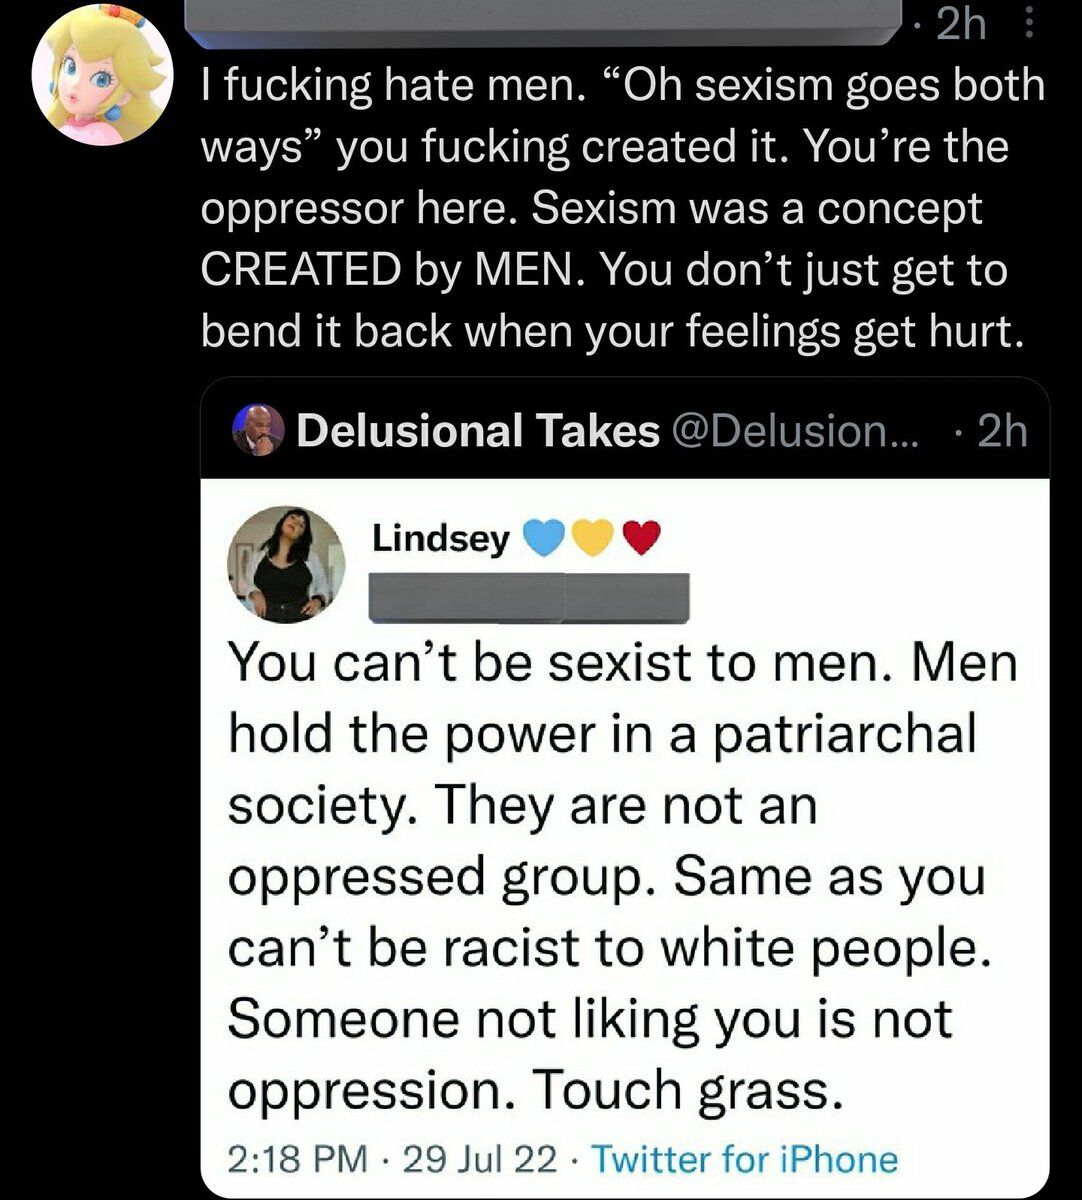 · 2h
I fucking hate men. “Oh sexism goes both
ways” you fucking created it. You’re the
oppressor here. Sexism was a concept
CREATED by MEN. You don’t just get to
bend it back when your feelings get hurt.
Delusional Takes @Delusion... · 2h
Lindsey 💙💛❤️
You can’t be sexist to men. Men
hold the power in a patriarchal
society. They are not an
oppressed group. Same as you
can’t be racist to white people.
Someone not liking you is not
oppression. Touch grass.
2:18 PM · 29 Jul 22 · Twitter for iPhone